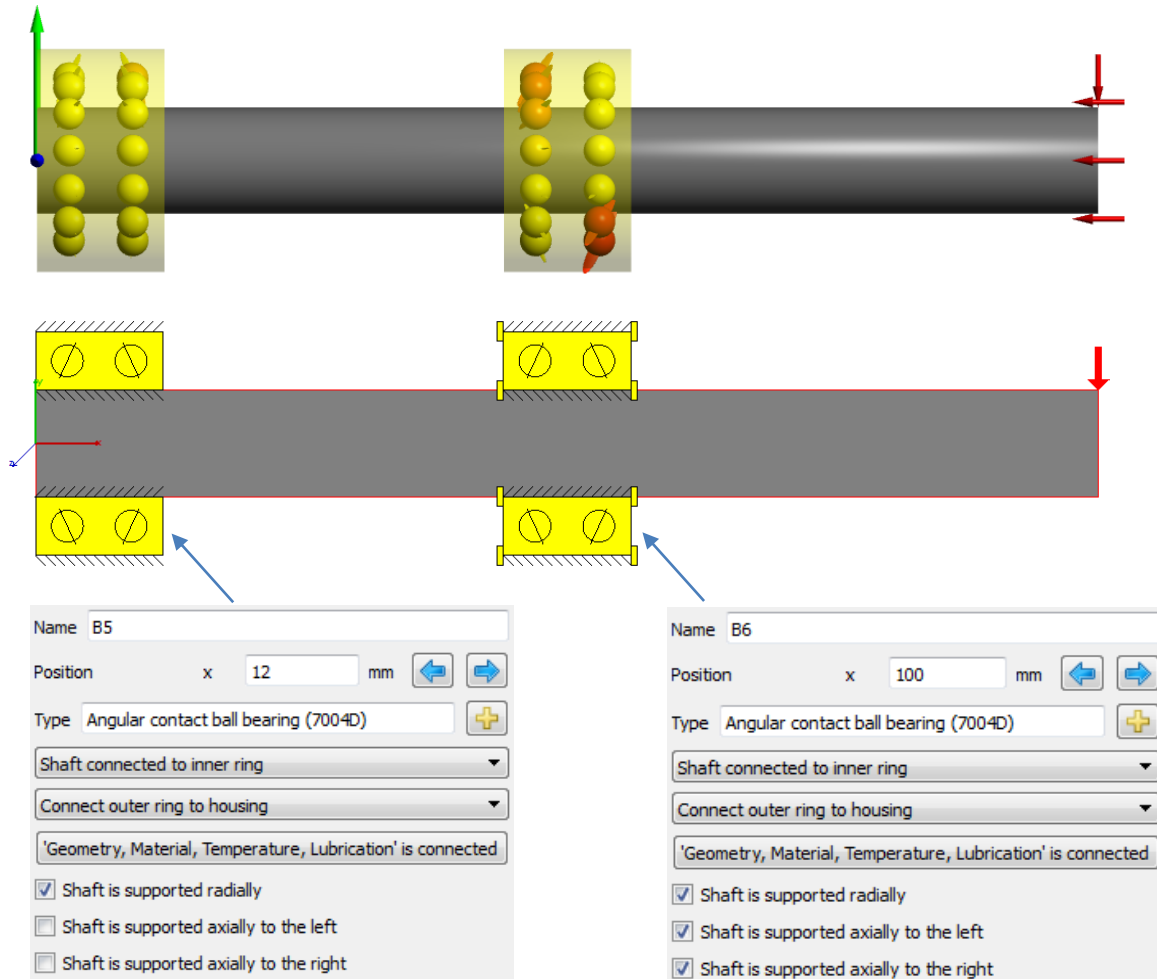 Name B5
Position x 12 mm
Type Angular contact ball bearing (7004D)
Shaft connected to inner ring
Connect outer ring to housing
'Geometry, Material, Temperature, Lubrication' is connected
Shaft is supported radially
Shaft is supported axially to the left
Shaft is supported axially to the right
Name B6
Position x 100 mm
Type Angular contact ball bearing (7004D)
Shaft connected to inner ring
Connect outer ring to housing
'Geometry, Material, Temperature, Lubrication' is connected
Shaft is supported radially
Shaft is supported axially to the left
Shaft is supported axially to the right